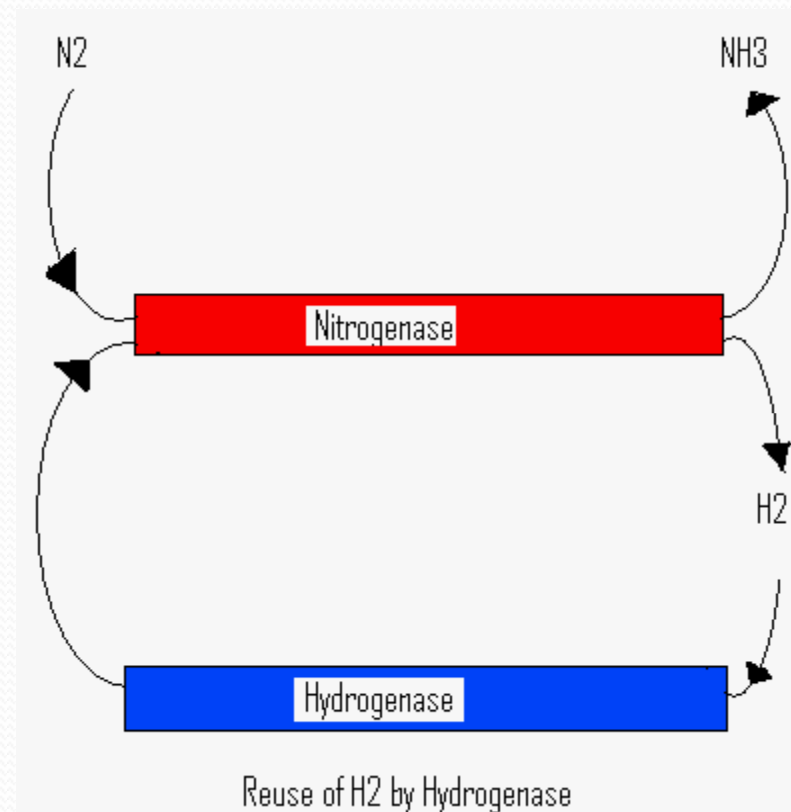 N2
NH3
Nitrogenase
H2
Hydrogenase
Reuse of H2 by Hydrogenase